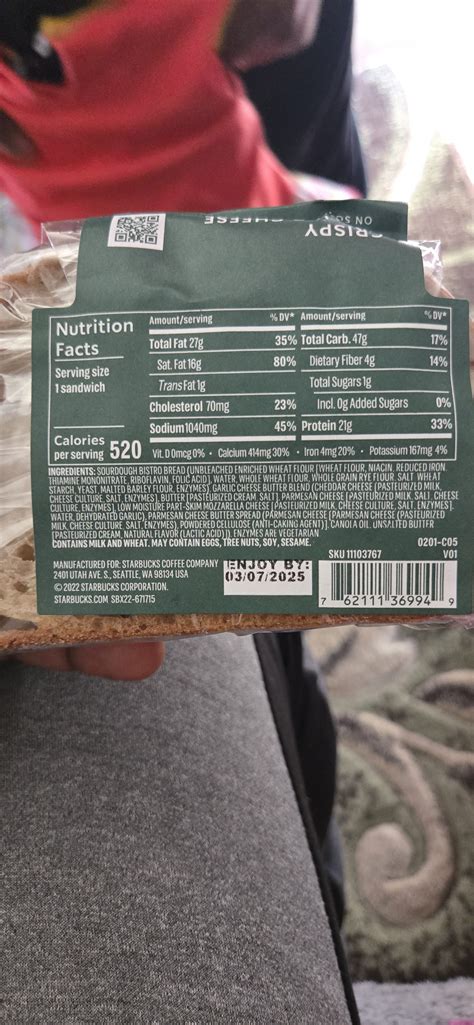 CRISPY
CHEESE
ON SO
Nutrition Facts
Serving size
1 sandwich
Calories per serving 520
Amount/serving % DV*
Total Fat 27g 35%
Sat. Fat 16g 80%
Trans Fat 1g
Cholesterol 70mg 23%
Sodium 1040mg 45%
Amount/serving % DV*
Total Carb. 47g 17%
Dietary Fiber 4g 14%
Total Sugars 1g
Incl. 0g Added Sugars 0%
Protein 21g 33%
Vit. D 0mcg 0% • Calcium 414mg 30% • Iron 4mg 20% • Potassium 167mg 4%
INGREDIENTS: SOURDOUGH BISTRO BREAD (UNBLEACHED ENRICHED WHEAT FLOUR [WHEAT FLOUR, NIACIN, REDUCED IRON,
THIAMINE MONONITRATE, RIBOFLAVIN, FOLIC ACID], WATER, WHOLE WHEAT FLOUR, WHOLE GRAIN RYE FLOUR, SALT, WHEAT
STARCH, YEAST, MALTED BARLEY FLOUR, ENZYMES), GARLIC CHEESE BUTTER BLEND (CHEDDAR CHEESE [PASTEURIZED MILK,
CHEESE CULTURE, SALT, ENZYMES], BUTTER [PASTEURIZED CREAM, SALT], PARMESAN CHEESE [PASTEURIZED MILK, SALT, CHEESE
CULTURE, ENZYMES], LOW MOISTURE PART-SKIM MOZZARELLA CHEESE [PASTEURIZED MILK, CHEESE CULTURE, SALT, ENZYMES],
WATER, DEHYDRATED GARLIC), PARMESAN CHEESE BUTTER SPREAD (PARMESAN CHEESE [PARMESAN CHEESE (PASTEURIZED
MILK, CHEESE CULTURE, SALT, ENZYMES), POWDERED CELLULOSE (ANTI-CAKING AGENT)], CANOLA OIL, UNSALTED BUTTER
[PASTEURIZED CREAM, NATURAL FLAVOR (LACTIC ACID)]). ENZYMES ARE VEGETARIAN
CONTAINS MILK AND WHEAT. MAY CONTAIN EGGS, TREE NUTS, SOY, SESAME.
0201-C05
SKU 11103767 V01
MANUFACTURED FOR: STARBUCKS COFFEE COMPANY
2401 UTAH AVE. S., SEATTLE, WA 98134 USA
© 2022 STARBUCKS CORPORATION.
STARBUCKS.COM SBX22-671715
ENJOY BY:
03/07/2025
7 62111 36994 9